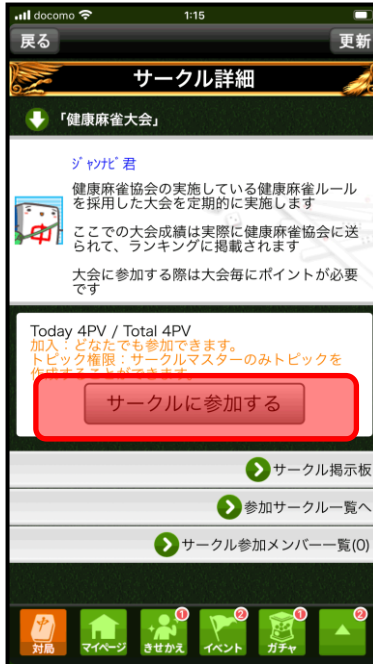 docomo 1:15
戻る 更新
サークル詳細
「健康麻雀大会」
ジャンナビ君
健康麻雀協会の実施している健康麻雀ルール
を採用した大会を定期的に実施します
ここでの大会成績は実際に健康麻雀協会に送
られて、ランキングに掲載されます
大会に参加する際は大会毎にポイントが必要
です
中
Today 4PV / Total 4PV
加入：どなたでも参加できます。
トピック権限：サークルマスターのみトピックを
作成することができます。
サークルに参加する
サークル掲示板
参加サークル一覧へ
サークル参加メンバー一覧(0)
1 2 1 2
対局 マイページ きせかえ イベント ガチャ